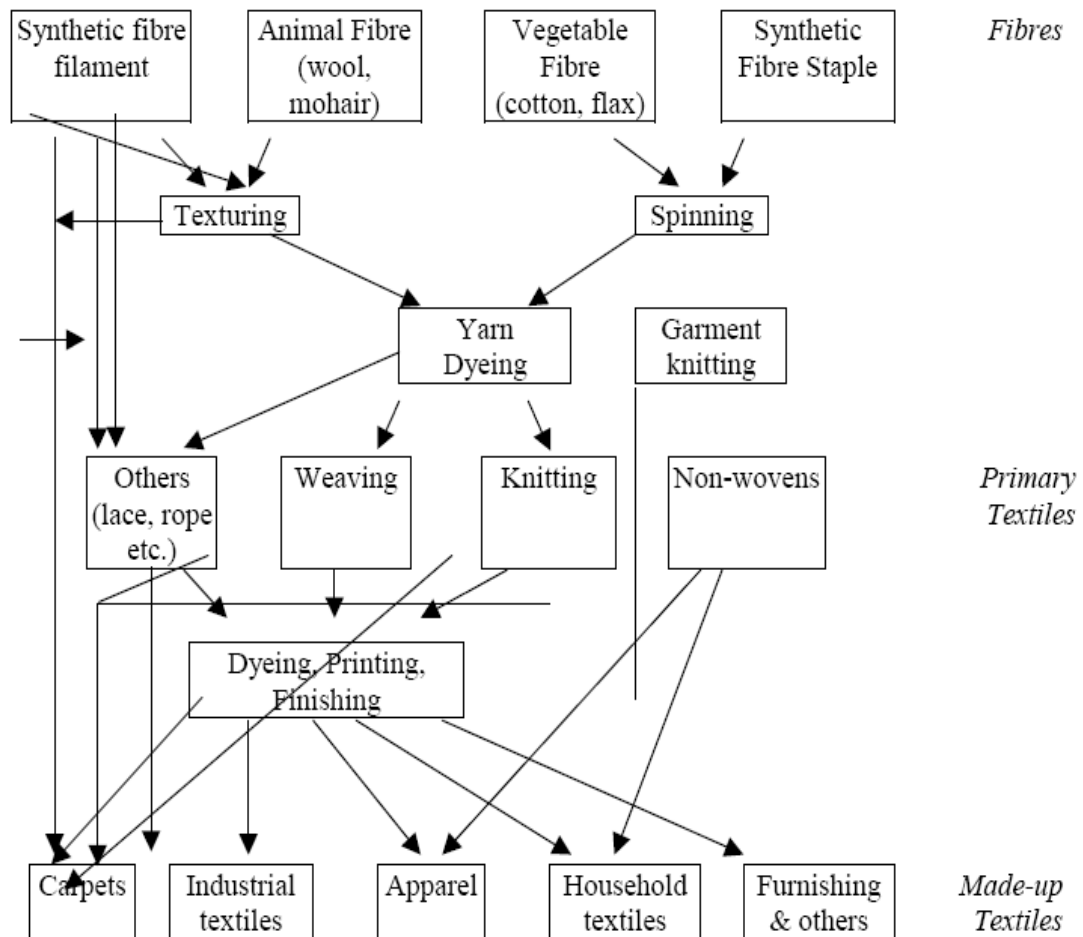 Synthetic fibre
filament
Animal Fibre
(wool,
mohair)
Vegetable
Fibre
(cotton, flax)
Synthetic
Fibre Staple
Fibres
Texturing
Spinning
Yarn
Dyeing
Garment
knitting
Others
(lace, rope
etc.)
Weaving
Knitting
Non-wovens
Primary
Textiles
Dyeing, Printing,
Finishing
Carpets
Industrial
textiles
Apparel
Household
textiles
Furnishing
& others
Made-up
Textiles